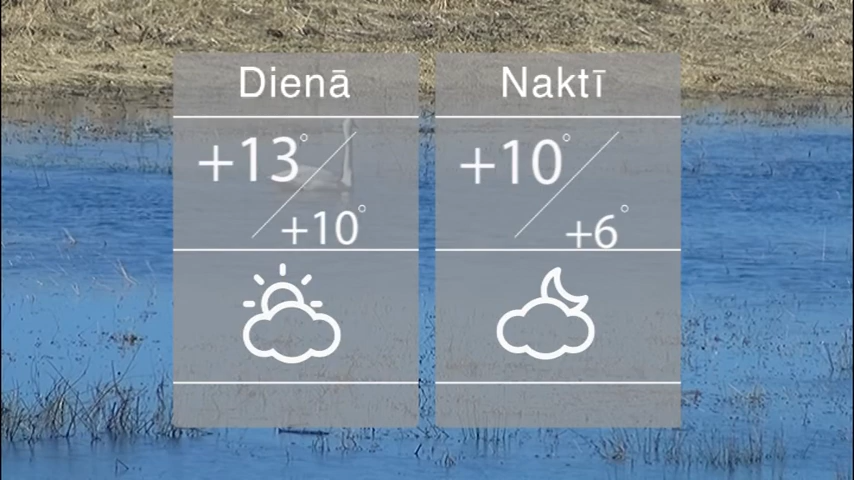 Dienā
+13°
+10°
Naktī
+10°
+6°